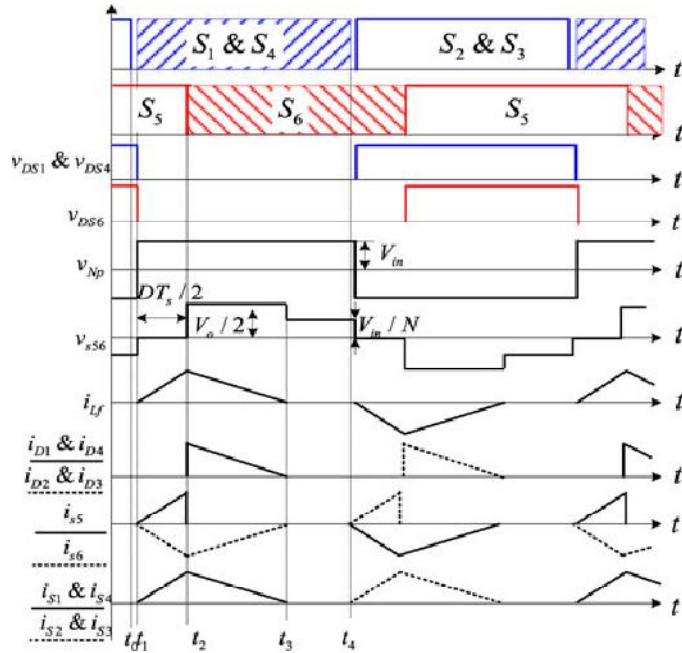 S1 & S4 S2 & S3 t
S5 S6 S5 t
vDS1 & vDS4 t
vDS6 t
vNp Vin t
DTs / 2
vs56 Vo / 2 Vin / N t
iLf t
iD1 & iD4
iD2 & iD3 t
is5 t
is6
iS1 & iS4
iS2 & iS3 t
t0 t1 t2 t3 t4